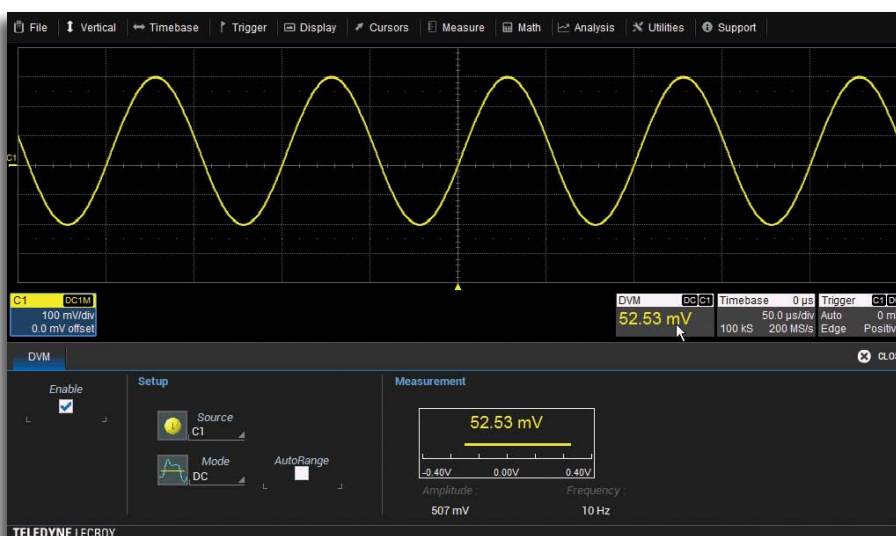 File Vertical Timebase Trigger Display Cursors Measure Math Analysis Utilities Support
C1
C1 DC1M
100 mV/div
0.0 mV offset
DVM DC C1
52.53 mV
Timebase 0 µs
50.0 µs/div
100 kS 200 MS/s
Trigger C1
Auto 0
Edge
DVM
Enable
Setup
Source
C1
Mode
DC
AutoRange
Measurement
52.53 mV
-0.40V 0.00V 0.40V
Amplitude : Frequency :
507 mV 10 Hz
TELEDYNE LECROY